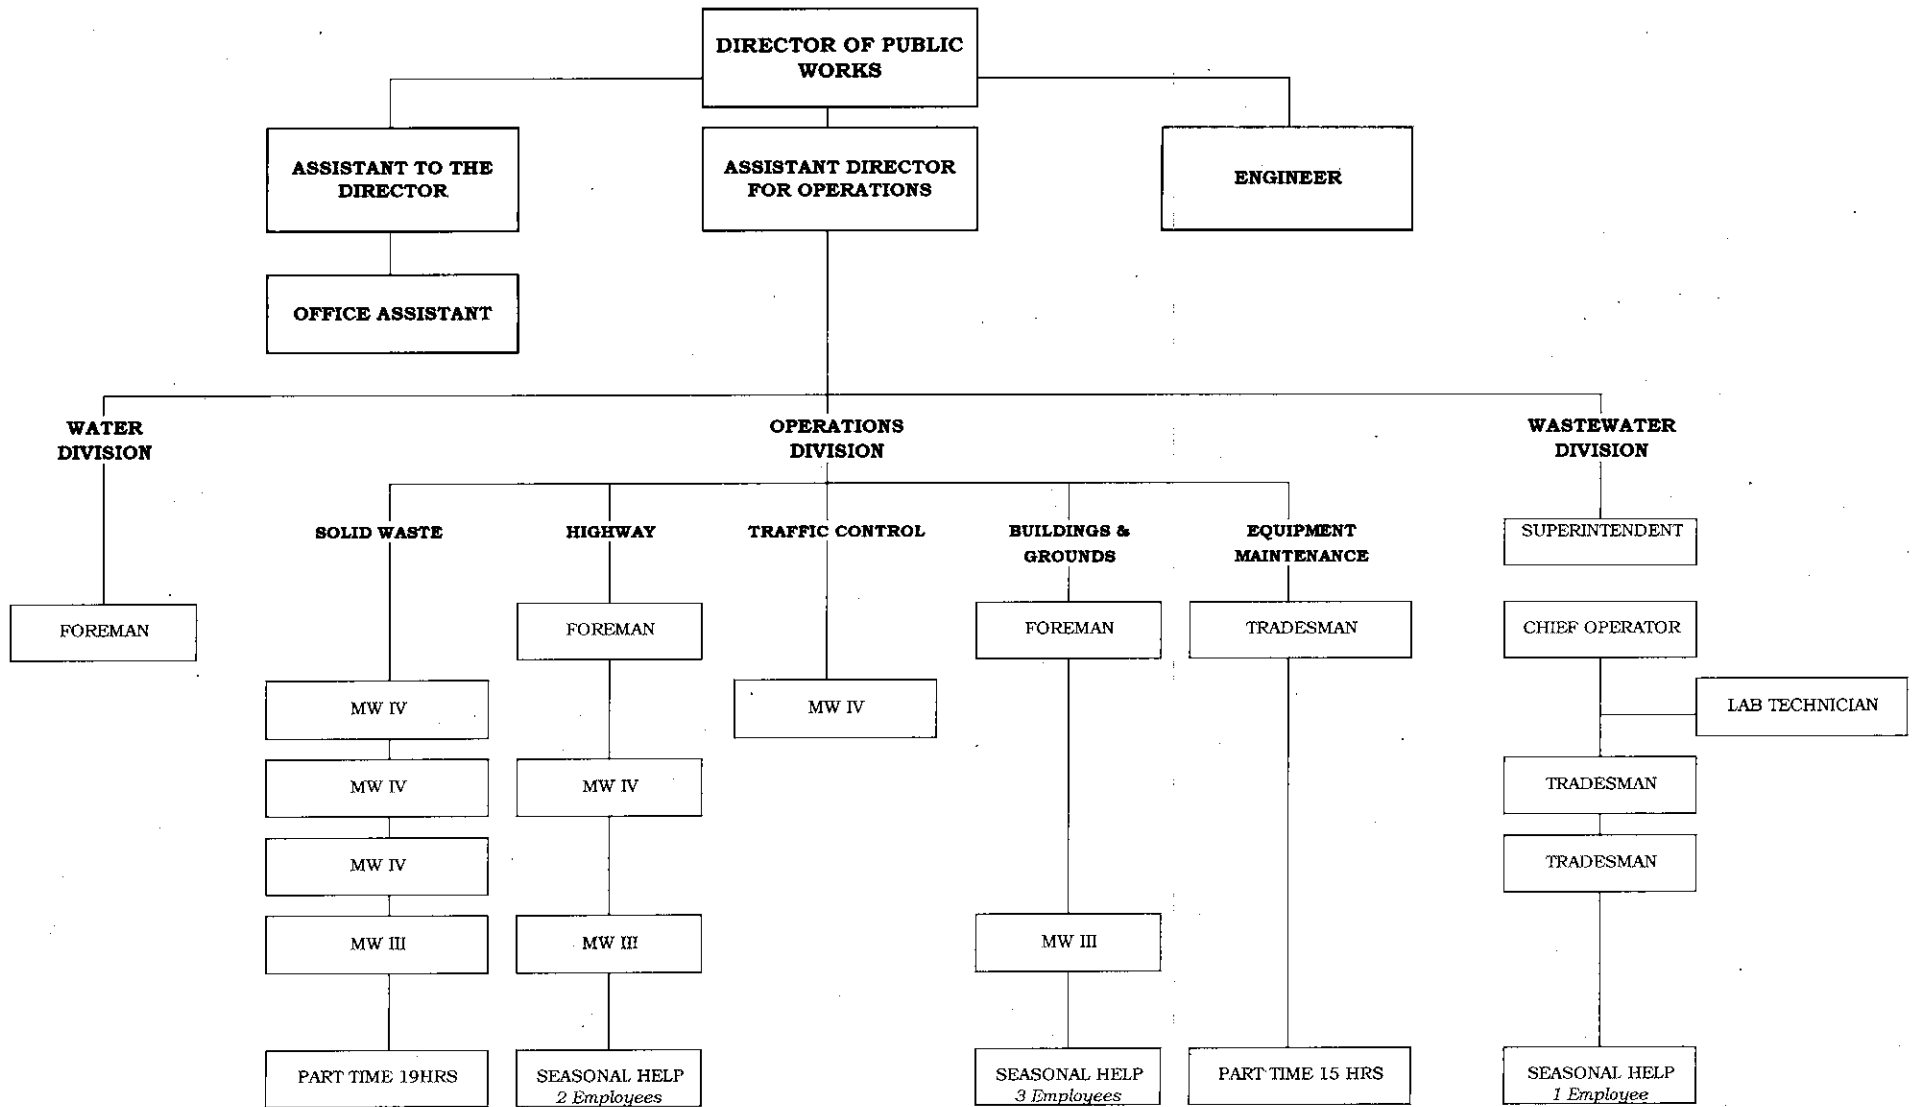 DIRECTOR OF PUBLIC
WORKS
ASSISTANT TO THE
DIRECTOR
ASSISTANT DIRECTOR
FOR OPERATIONS
ENGINEER
OFFICE ASSISTANT
WATER
DIVISION
OPERATIONS
DIVISION
WASTEWATER
DIVISION
SOLID WASTE
HIGHWAY
TRAFFIC CONTROL
BUILDINGS &
GROUNDS
EQUIPMENT
MAINTENANCE
SUPERINTENDENT
FOREMAN
FOREMAN
FOREMAN
TRADESMAN
CHIEF OPERATOR
MW IV
MW IV
LAB TECHNICIAN
MW IV
MW IV
TRADESMAN
MW IV
TRADESMAN
MW III
MW III
MW III
PART TIME 19HRS
SEASONAL HELP
2 Employees
SEASONAL HELP
3 Employees
PART TIME 15 HRS
SEASONAL HELP
1 Employee